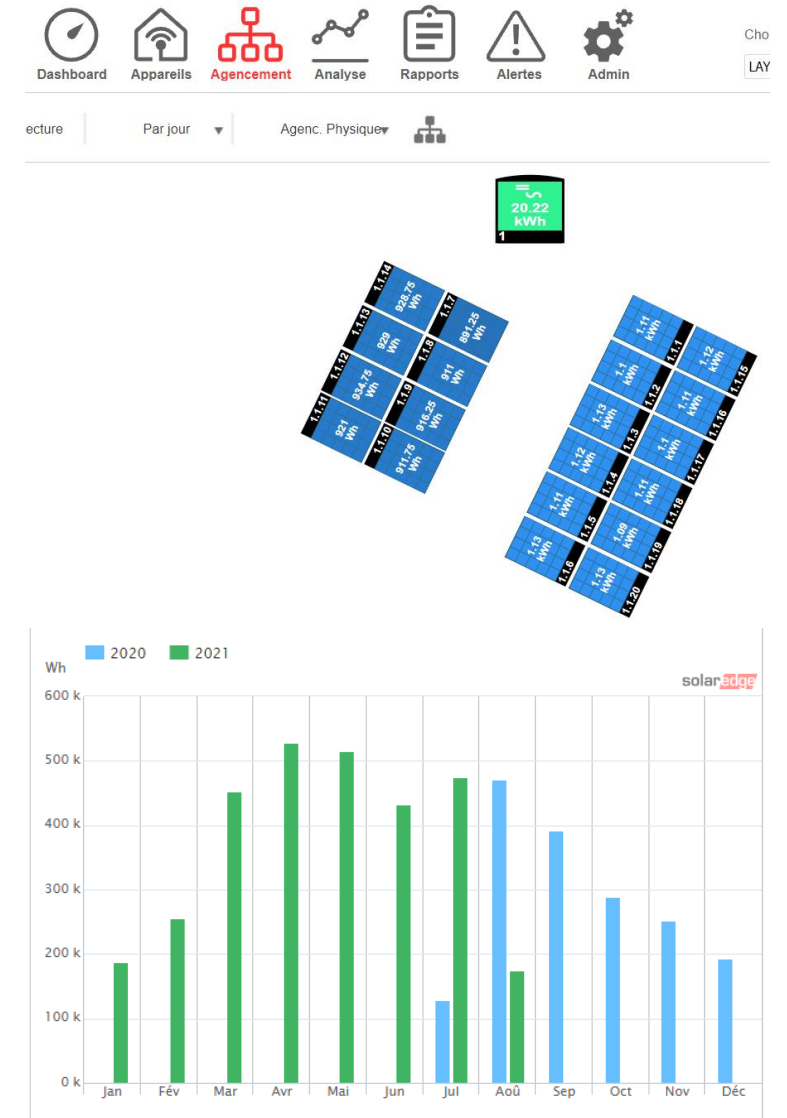 Dashboard Appareils Agencement Analyse Rapports Alertes Admin
Cho
LAY
ecture Par jour Agenc. Physique
20.22
kWh
1
1.1.14 928.75 Wh
1.1.7 891.25 Wh
1.1.13 929 Wh
1.1.8 911 Wh
1.1.12 934.75 Wh
1.1.9 916.25 Wh
1.1.11 921 Wh
1.1.10 911.75 Wh
1.11 kWh 1.1.1
1.12 kWh 1.1.15
1.1 kWh 1.1.2
1.11 kWh 1.1.16
1.13 kWh 1.1.3
1.1 kWh 1.1.17
1.12 kWh 1.1.4
1.11 kWh 1.1.18
1.11 kWh 1.1.5
1.09 kWh 1.1.19
1.13 kWh 1.1.6
1.13 kWh 1.1.20
2020 2021
Wh
solaredge
600 k
500 k
400 k
300 k
200 k
100 k
0 k
Jan Fév Mar Avr Mai Jun Jul Aoû Sep Oct Nov Déc